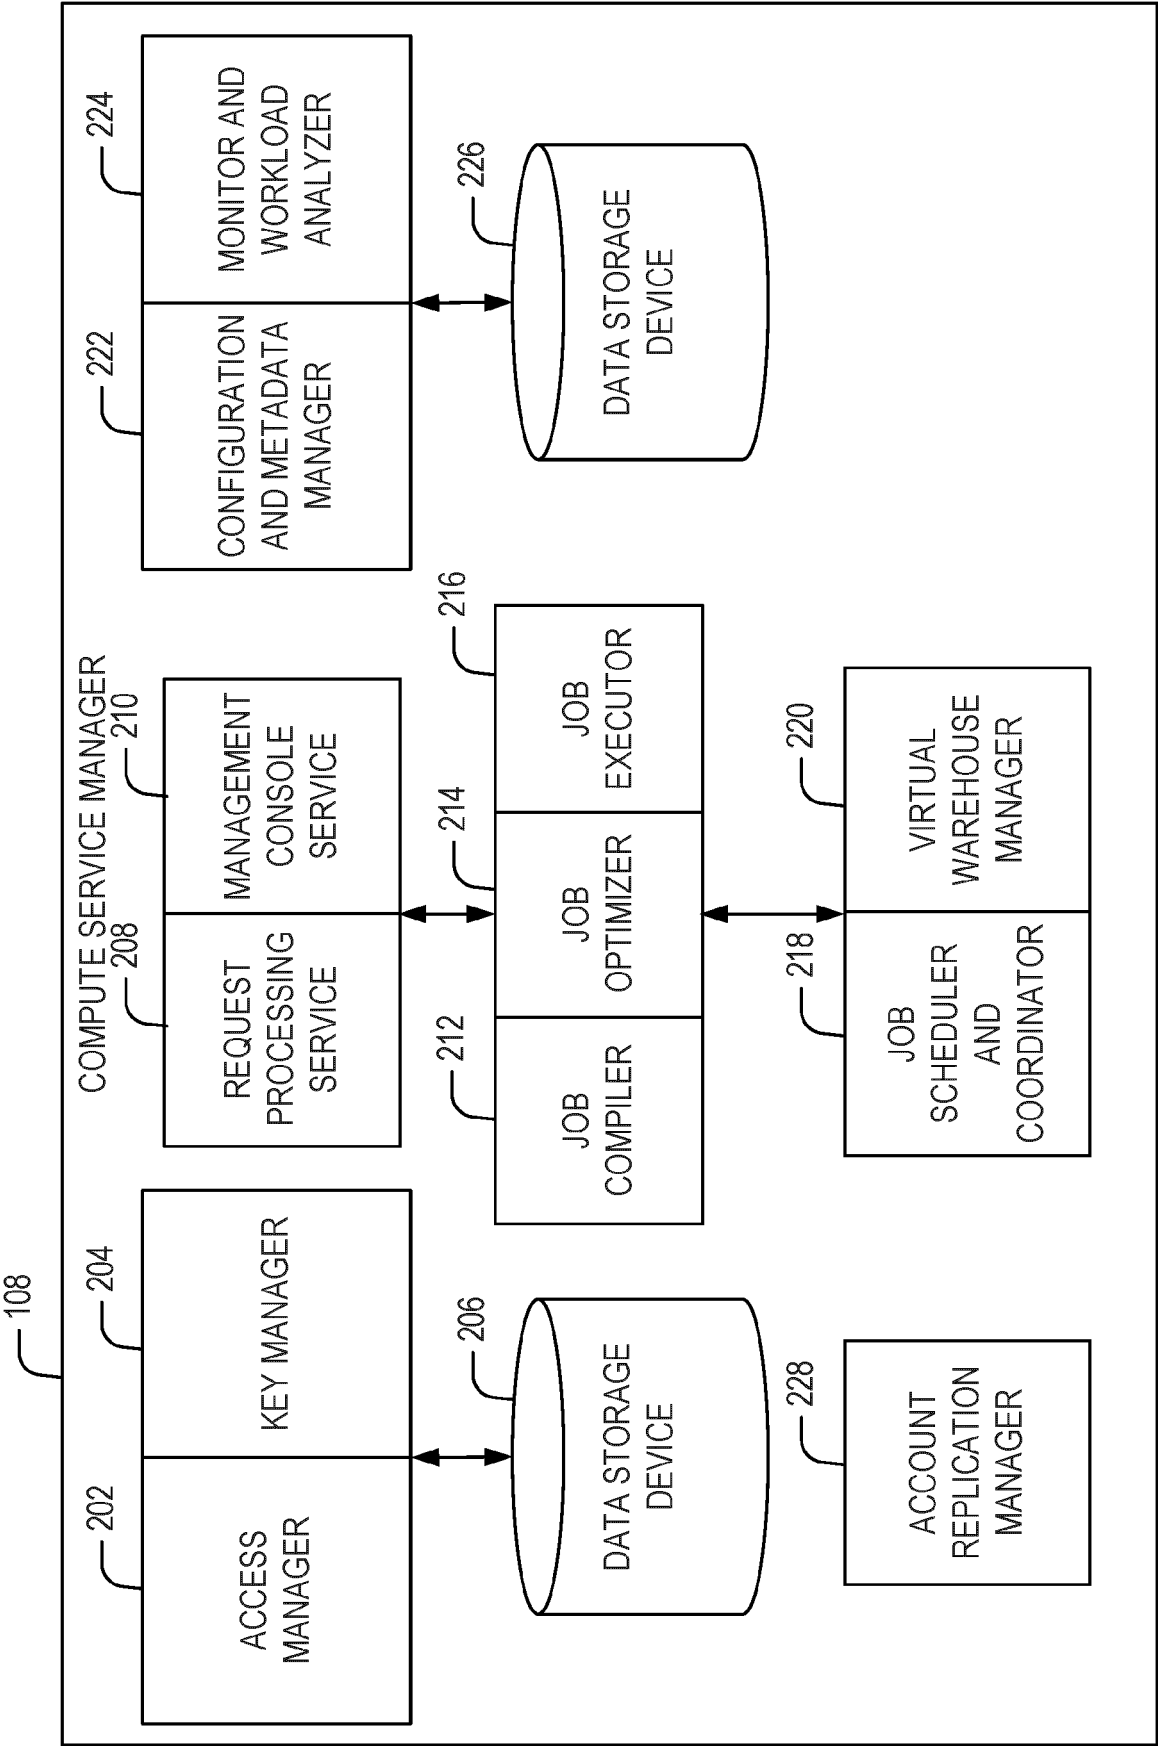 108
COMPUTE SERVICE MANAGER
202
204
ACCESS
MANAGER
KEY MANAGER
206
DATA STORAGE
DEVICE
228
ACCOUNT
REPLICATION
MANAGER
208
210
REQUEST
PROCESSING
SERVICE
MANAGEMENT
CONSOLE
SERVICE
212
214
216
JOB
COMPILER
JOB
OPTIMIZER
JOB
EXECUTOR
218
220
JOB
SCHEDULER
AND
COORDINATOR
VIRTUAL
WAREHOUSE
MANAGER
222
224
CONFIGURATION
AND METADATA
MANAGER
MONITOR AND
WORKLOAD
ANALYZER
226
DATA STORAGE
DEVICE